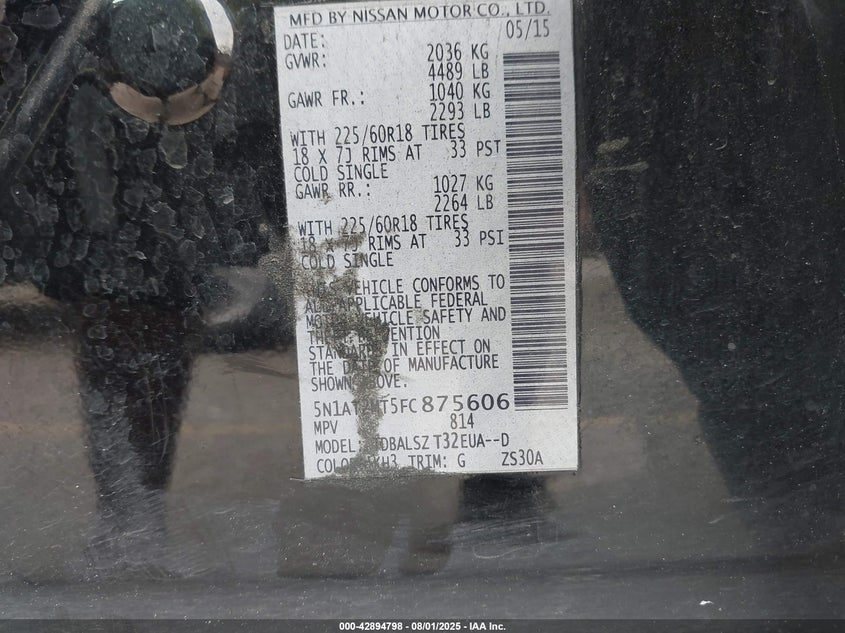 MFD BY NISSAN MOTOR CO., LTD.
DATE: 05/15
GVWR: 2036 KG
4489 LB
GAWR FR.: 1040 KG
2293 LB
WITH 225/60R18 TIRES
18 X 7J RIMS AT 33 PSI
COLD SINGLE
GAWR RR.: 1027 KG
2264 LB
WITH 225/60R18 TIRES
18 X 7J RIMS AT 33 PSI
COLD SINGLE
VEHICLE CONFORMS TO
APPLICABLE FEDERAL
VEHICLE SAFETY AND
STANDARDS IN EFFECT ON
THE DATE OF MANUFACTURE
SHOWN ABOVE.
875606
MPV 814
MODEL: T32EUA--D
TRIM: G ZS30A
000-42894798 - 08/01/2025 - IAA Inc.